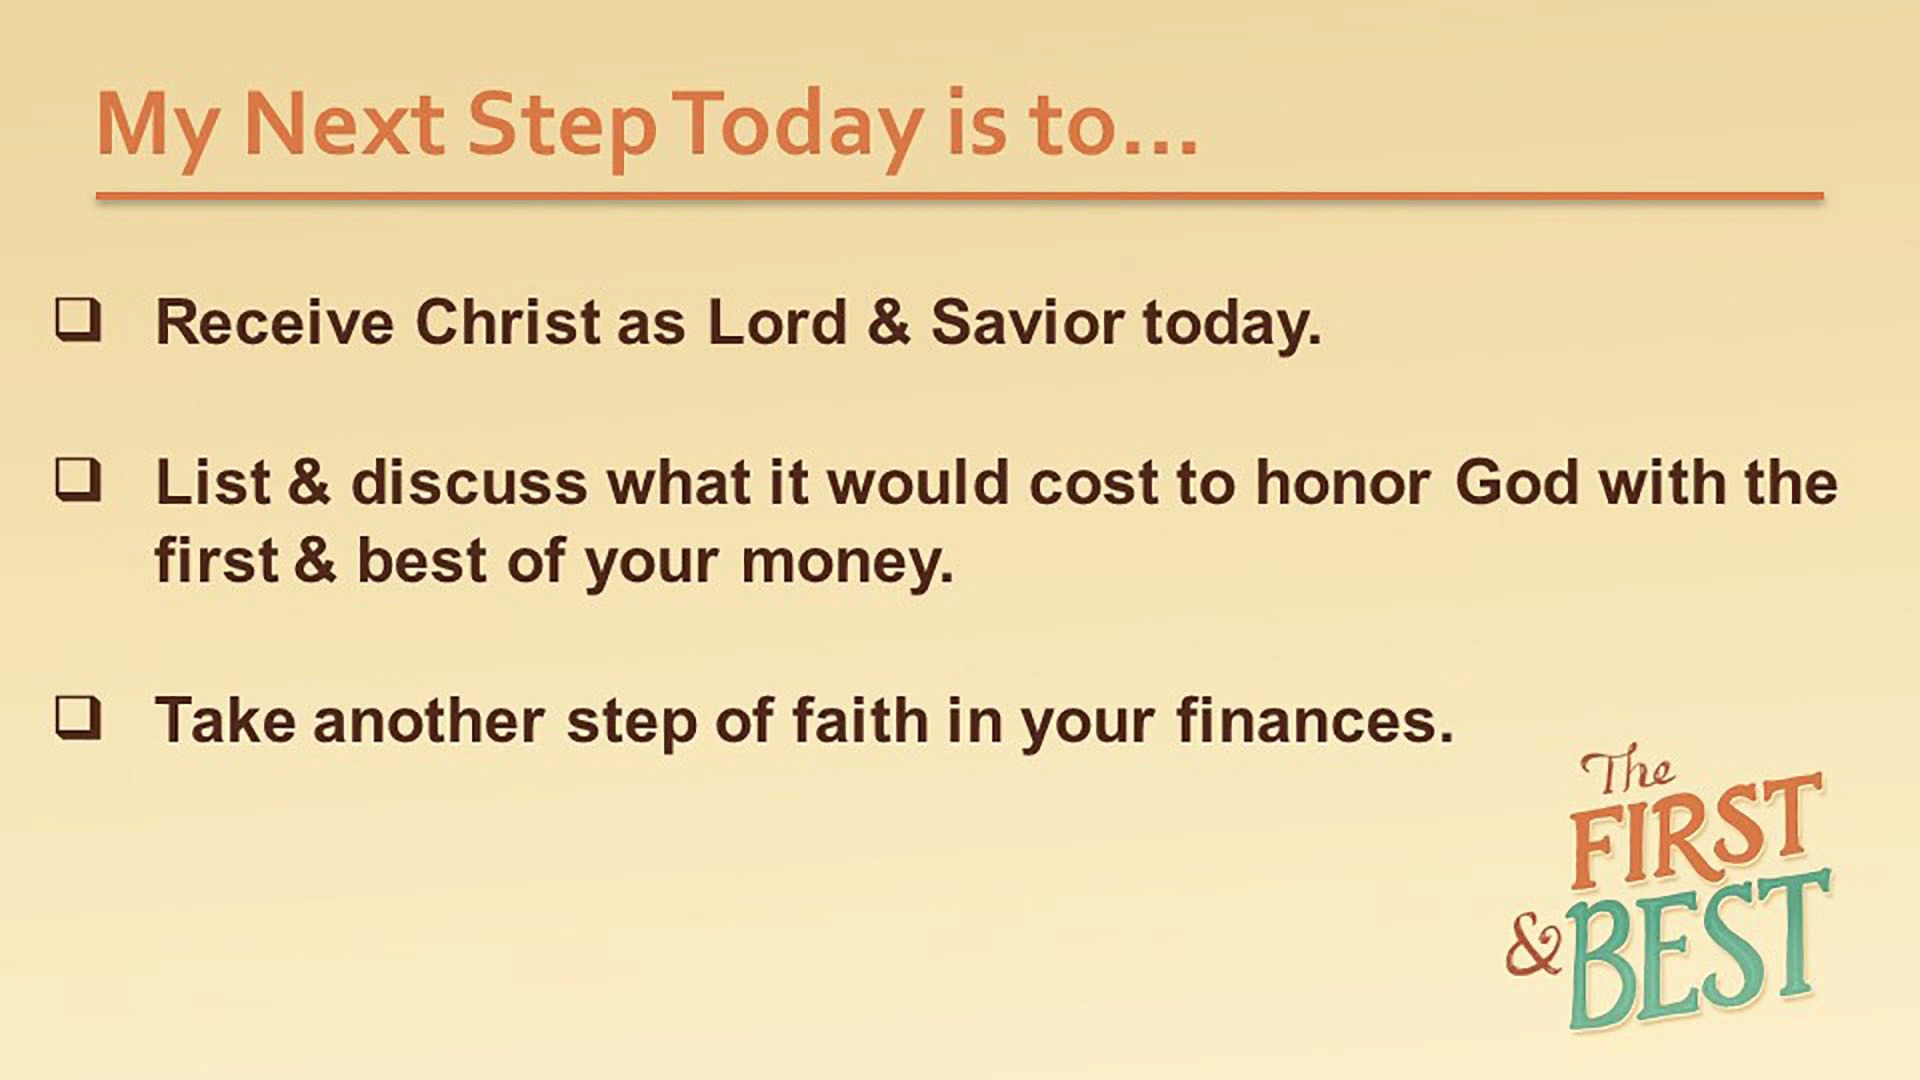 My Next Step Today is to...
Receive Christ as Lord & Savior today.
List & discuss what it would cost to honor God with the
first & best of your money.
Take another step of faith in your finances.
The
FIRST
& BEST